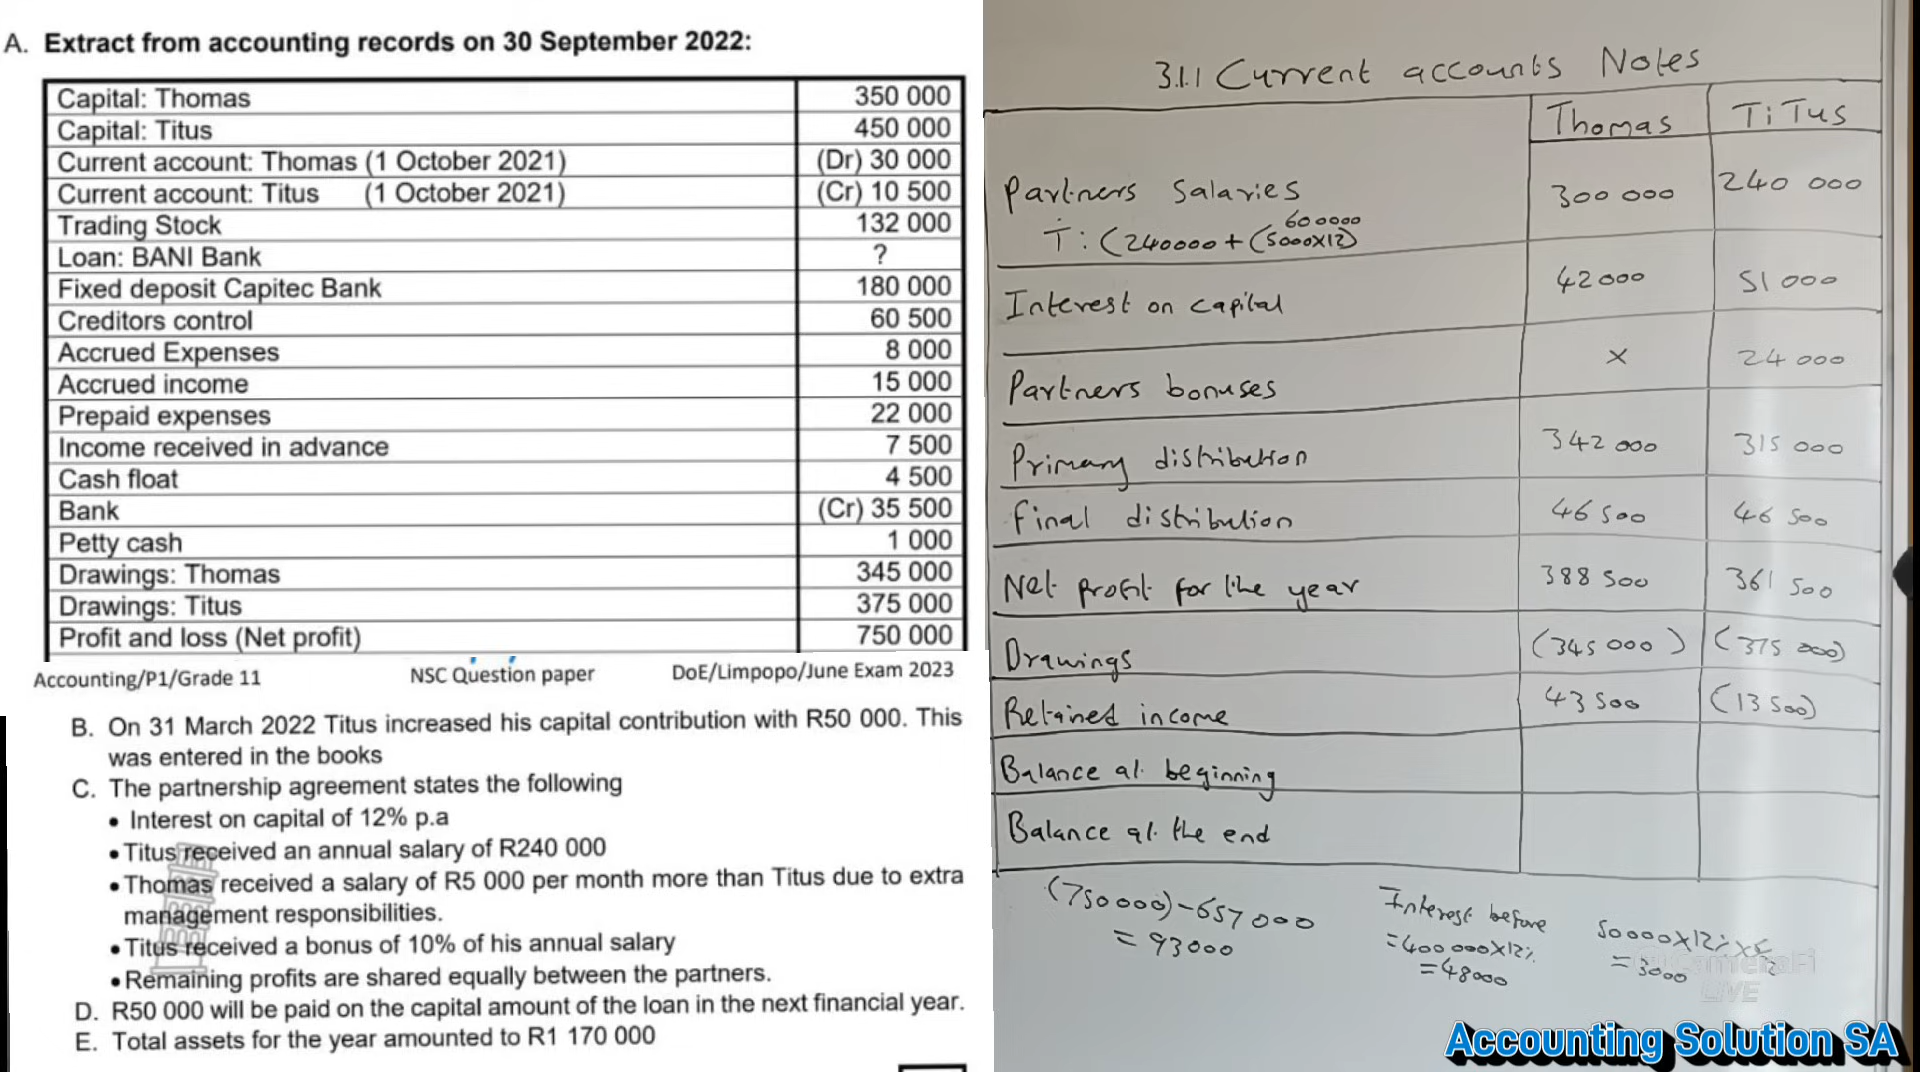 A. Extract from accounting records on 30 September 2022:
Capital: Thomas 350 000
Capital: Titus 450 000
Current account: Thomas (1 October 2021) (Dr) 30 000
Current account: Titus (1 October 2021) (Cr) 10 500
Trading Stock 132 000
Loan: BANI Bank ?
Fixed deposit Capitec Bank 180 000
Creditors control 60 500
Accrued Expenses 8 000
Accrued income 15 000
Prepaid expenses 22 000
Income received in advance 7 500
Cash float 4 500
Bank (Cr) 35 500
Petty cash 1 000
Drawings: Thomas 345 000
Drawings: Titus 375 000
Profit and loss (Net profit) 750 000
Accounting/P1/Grade 11 NSC Question paper DoE/Limpopo/June Exam 2023
B. On 31 March 2022 Titus increased his capital contribution with R50 000. This
was entered in the books
C. The partnership agreement states the following
• Interest on capital of 12% p.a
• Titus received an annual salary of R240 000
• Thomas received a salary of R5 000 per month more than Titus due to extra
management responsibilities.
• Titus received a bonus of 10% of his annual salary
• Remaining profits are shared equally between the partners.
D. R50 000 will be paid on the capital amount of the loan in the next financial year.
E. Total assets for the year amounted to R1 170 000
3.1.1 Current accounts Notes
Thomas TiTus
Partners Salaries 300 000 240 000
600000
T: (240000 + (5000X12)
Interest on capital 42 000 51 000
Partners bonuses X 24 000
Primary distribution 342 000 315 000
final distribution 46 500 46 500
Net profit for the year 388 500 361 500
Drawings (345 000) (375 000)
Retained income 43 500 (13 500)
Balance at beginning
Balance at the end
(750000) - 657 000
= 93000
Interest before
= 400 000 X 12%
= 48000
50000 X 12% X 6
12
= 3000
CameraFi
LIVE
Accounting Solution SA